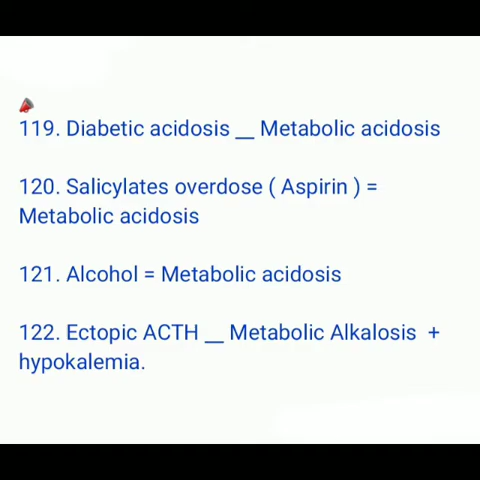 119. Diabetic acidosis __ Metabolic acidosis
120. Salicylates overdose ( Aspirin ) =
Metabolic acidosis
121. Alcohol = Metabolic acidosis
122. Ectopic ACTH __ Metabolic Alkalosis +
hypokalemia.